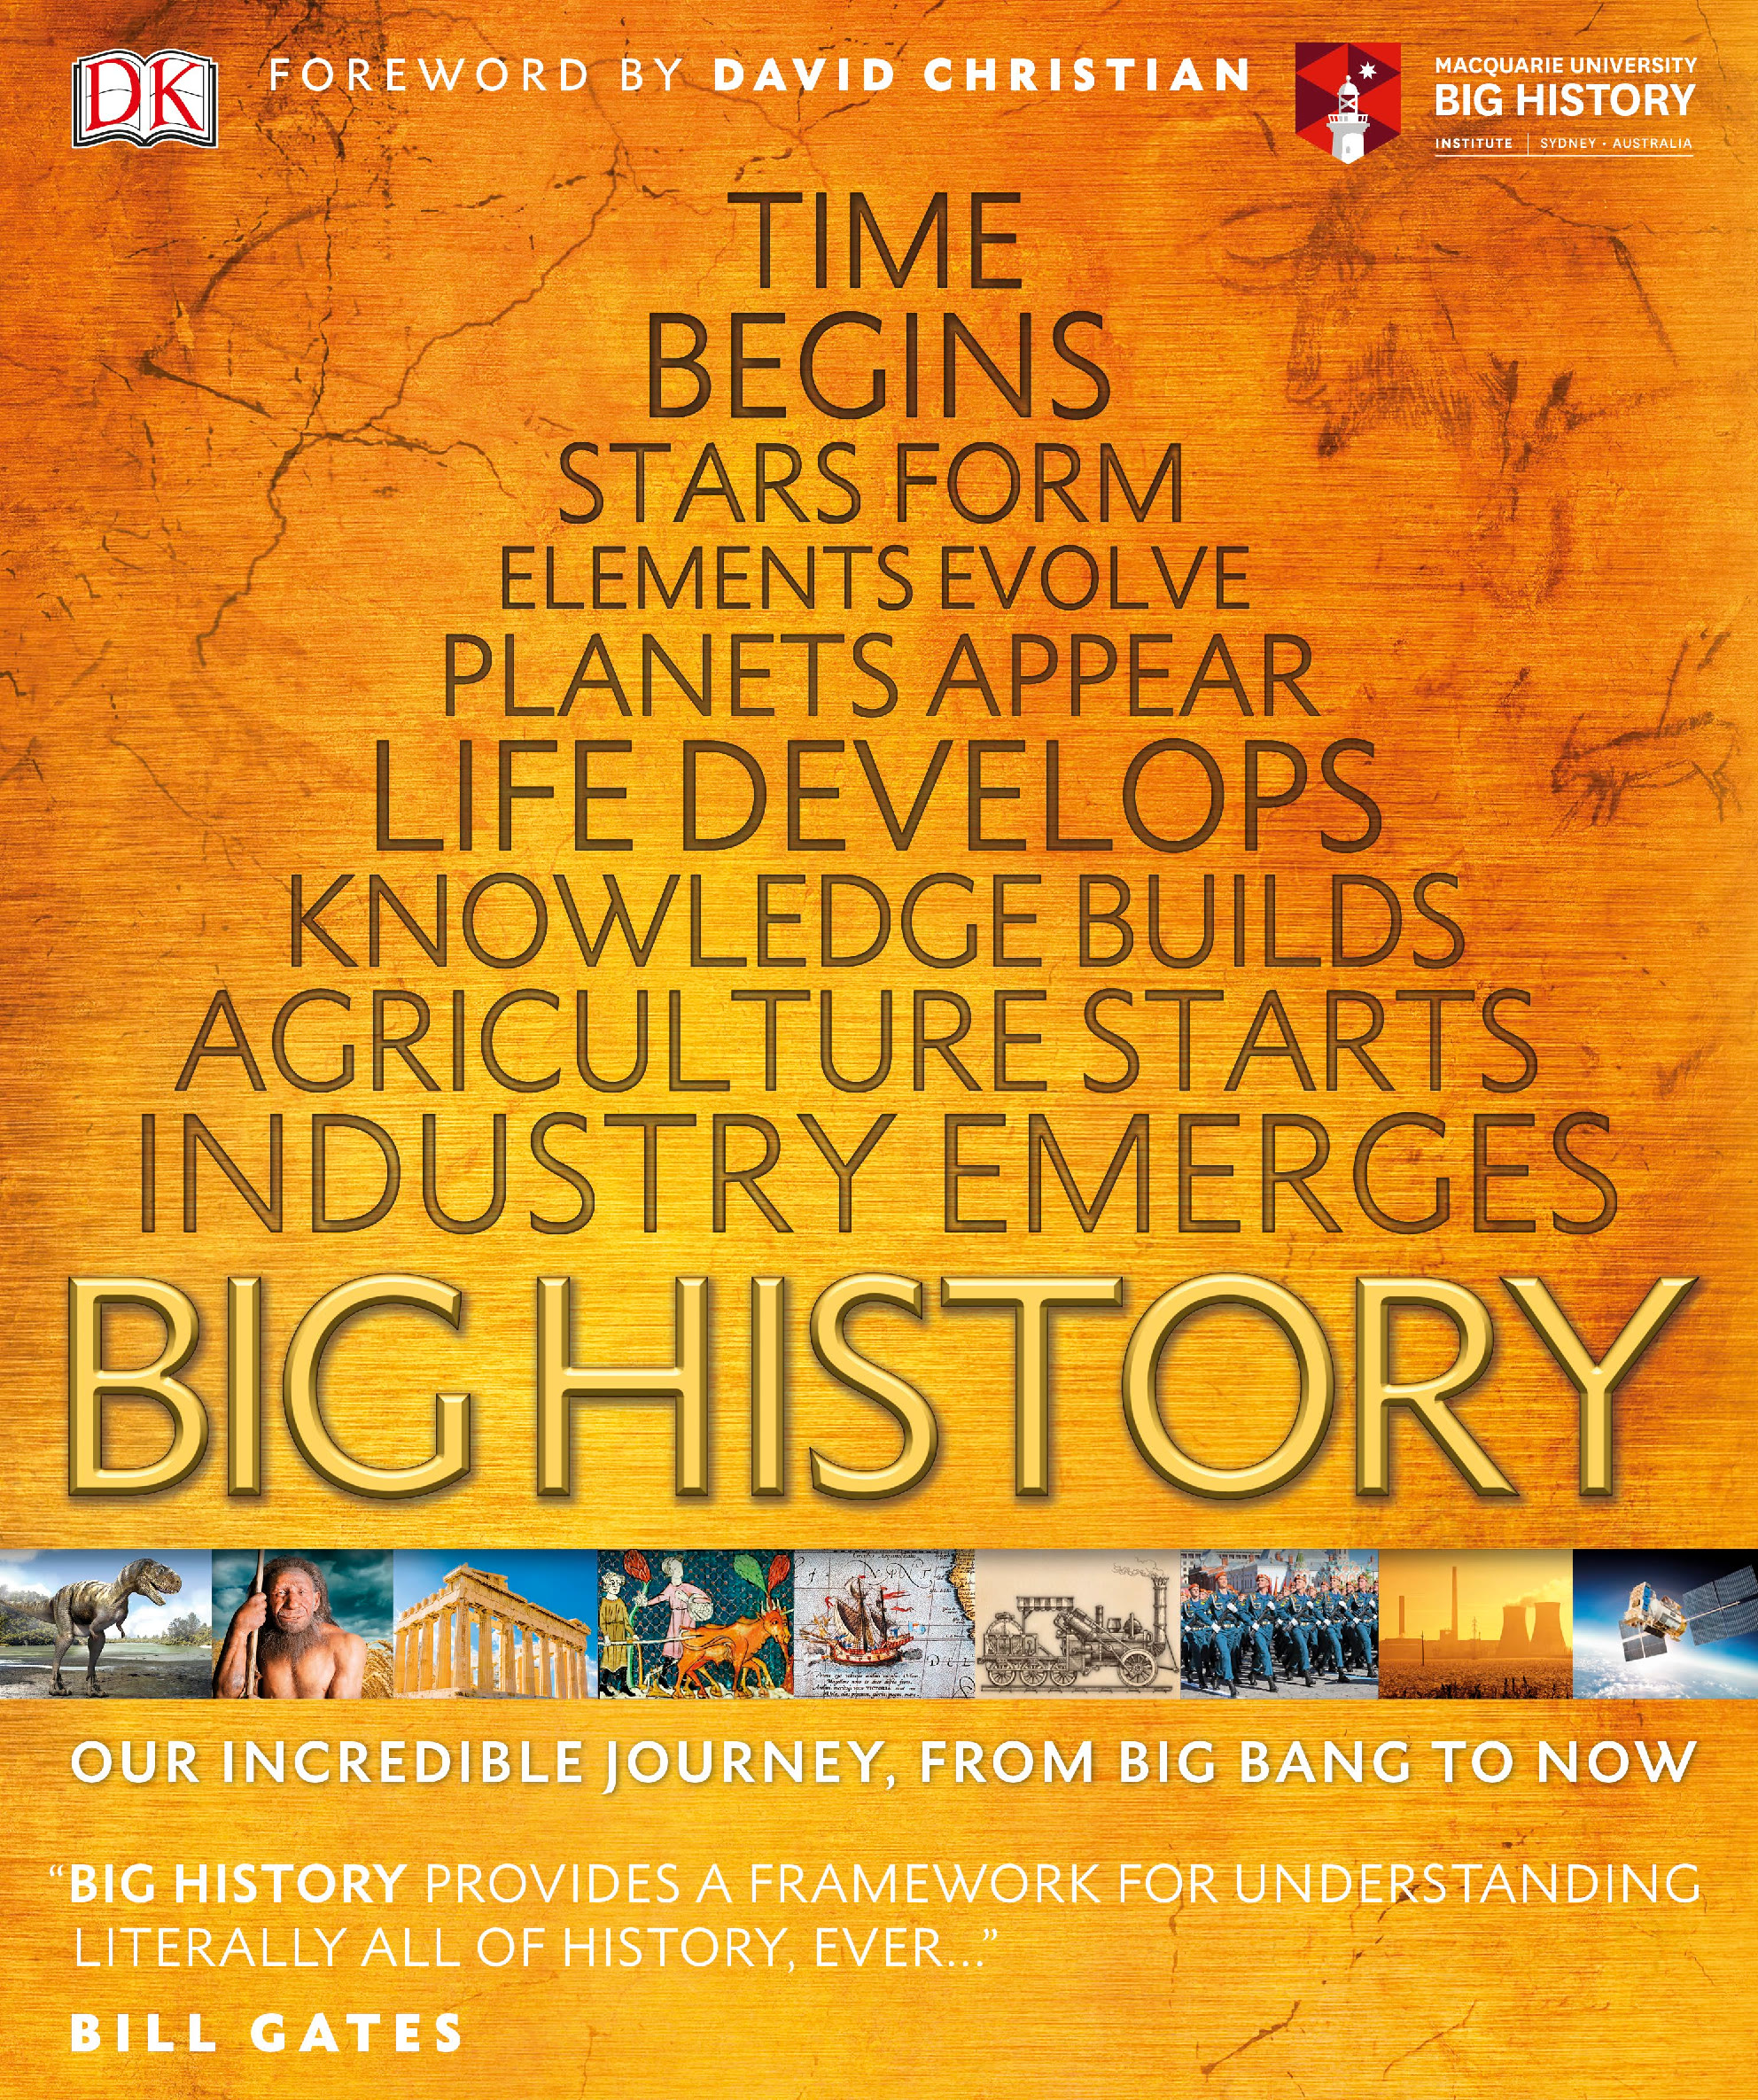 DK
FOREWORD BY DAVID CHRISTIAN
MACQUARIE UNIVERSITY
BIG HISTORY
INSTITUTE | SYDNEY · AUSTRALIA
TIME
BEGINS
STARS FORM
ELEMENTS EVOLVE
PLANETS APPEAR
LIFE DEVELOPS
KNOWLEDGE BUILDS
AGRICULTURE STARTS
INDUSTRY EMERGES
BIG HISTORY
OUR INCREDIBLE JOURNEY, FROM BIG BANG TO NOW
“BIG HISTORY PROVIDES A FRAMEWORK FOR UNDERSTANDING
LITERALLY ALL OF HISTORY, EVER...”
BILL GATES